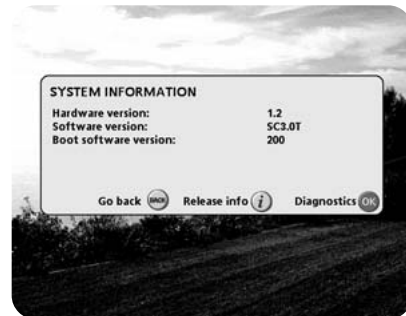 SYSTEM INFORMATION
Hardware version: 1.2
Software version: SC3.0T
Boot software version: 200
Go back BACK Release info i Diagnostics OK